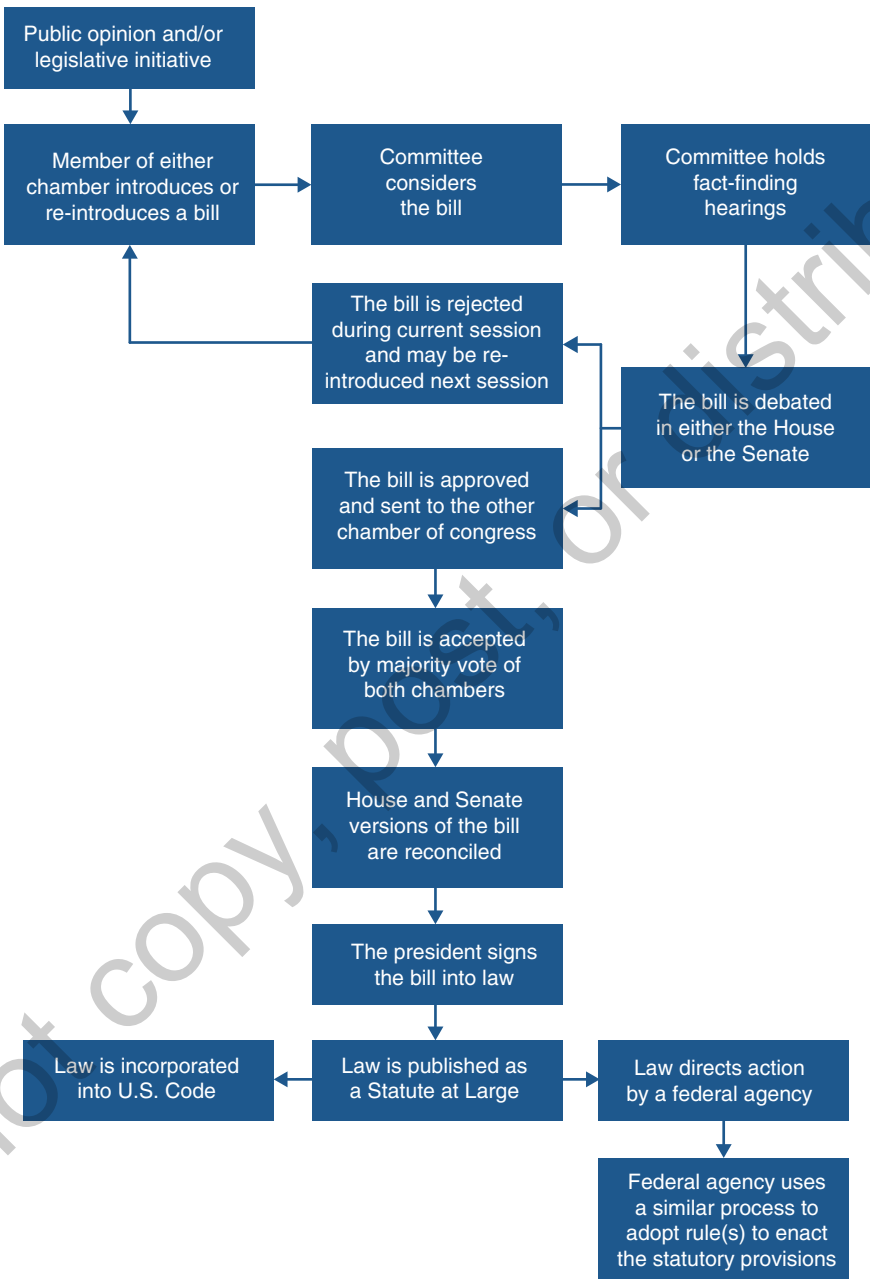 Public opinion and/or
legislative initiative
Member of either
chamber introduces or
re-introduces a bill
Committee
considers
the bill
Committee holds
fact-finding
hearings
The bill is rejected
during current session
and may be re-
introduced next session
The bill is debated
in either the House
or the Senate
The bill is approved
and sent to the other
chamber of congress
The bill is accepted
by majority vote of
both chambers
House and Senate
versions of the bill
are reconciled
The president signs
the bill into law
Law is incorporated
into U.S. Code
Law is published as
a Statute at Large
Law directs action
by a federal agency
Federal agency uses
a similar process to
adopt rule(s) to enact
the statutory provisions
copy, post, or